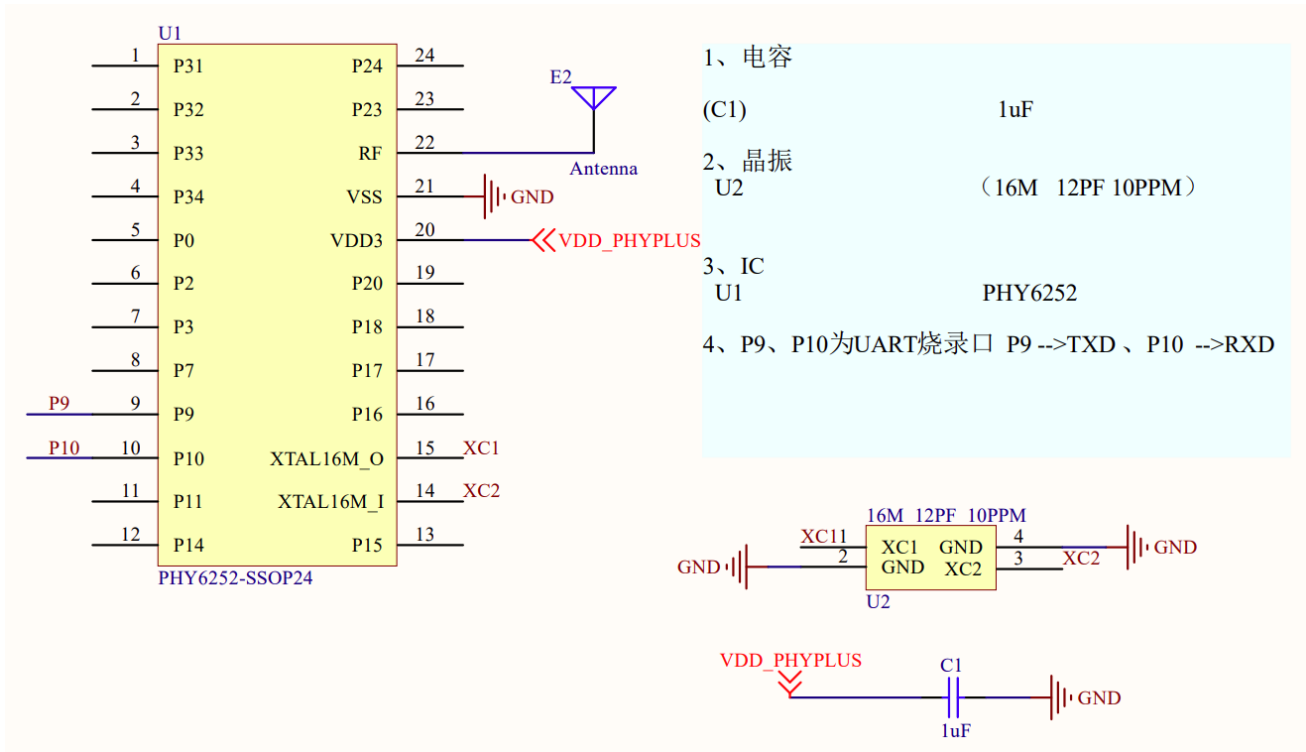 U1
1 P31 P24 24
2 P32 P23 23
3 P33 RF 22
4 P34 VSS 21 GND
5 P0 VDD3 20 VDD_PHYPLUS
6 P2 P20 19
7 P3 P18 18
8 P7 P17 17
P9 9 P9 P16 16
P10 10 P10 XTAL16M_O 15 XC1
11 P11 XTAL16M_I 14 XC2
12 P14 P15 13
PHY6252-SSOP24
E2
Antenna
1、电容
(C1) 1uF
2、晶振
U2 （16M 12PF 10PPM）
3、IC
U1 PHY6252
4、P9、P10为UART烧录口 P9 -->TXD 、P10 -->RXD
16M 12PF 10PPM
XC1 1 XC1 GND 4 GND
GND 2 GND XC2 3 XC2
U2
VDD_PHYPLUS
C1
GND
1uF